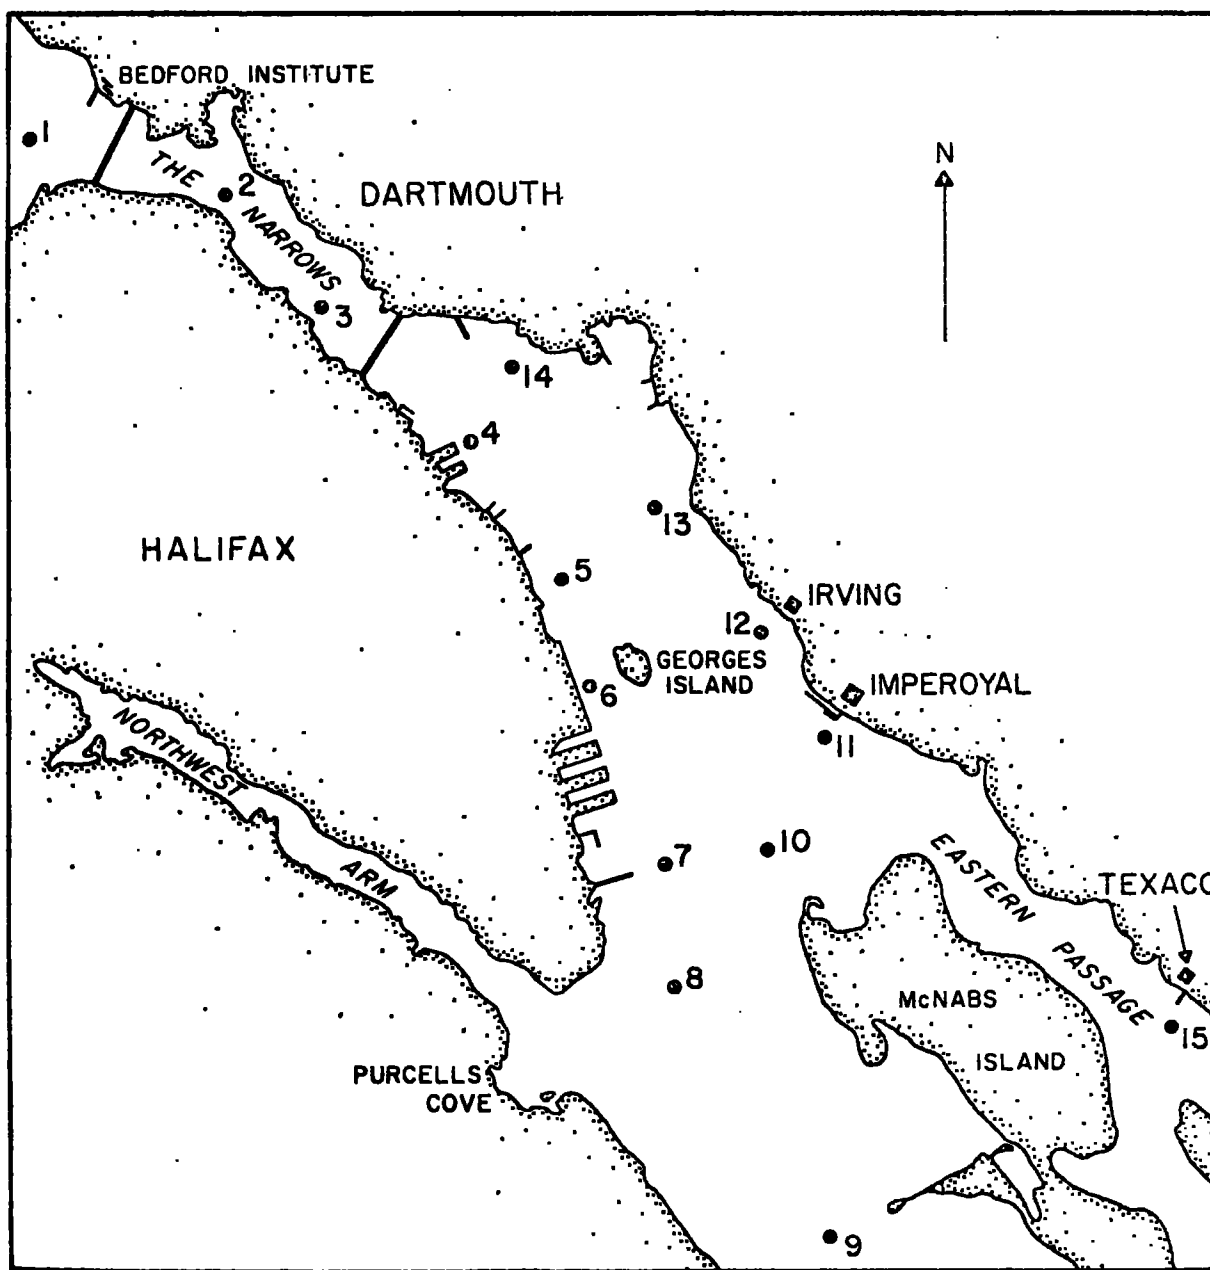 BEDFORD INSTITUTE
1
THE NARROWS
2
DARTMOUTH
N
3
14
4
13
HALIFAX
5
IRVING
12
GEORGES
ISLAND
6
IMPEROYAL
11
NORTHWEST ARM
7
10
EASTERN PASSAGE
TEXACO
8
McNABS
ISLAND
15
PURCELLS
COVE
9